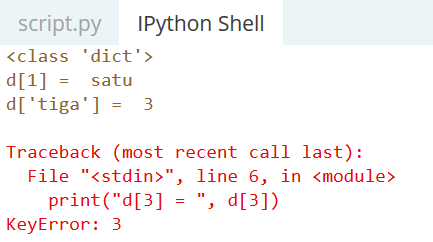 script.py IPython Shell
<class 'dict'>
d[1] =  satu
d['tiga'] =  3
Traceback (most recent call last):
  File "<stdin>", line 6, in <module>
    print("d[3] = ", d[3])
KeyError: 3